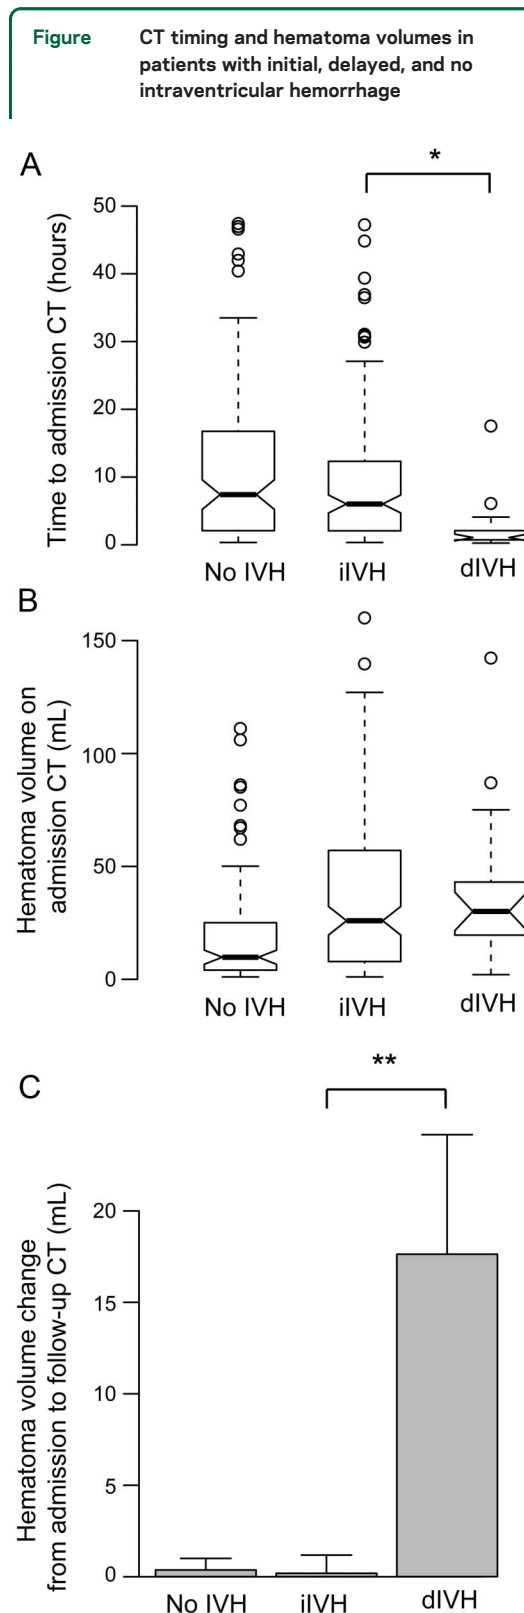 Figure CT timing and hematoma volumes in
patients with initial, delayed, and no
intraventricular hemorrhage
A
*
Time to admission CT (hours)
50
40
30
20
10
0
No IVH iIVH dIVH
B
Hematoma volume on
admission CT (mL)
150
100
50
0
No IVH iIVH dIVH
C
**
Hematoma volume change
from admission to follow-up CT (mL)
20
15
10
5
0
No IVH iIVH dIVH